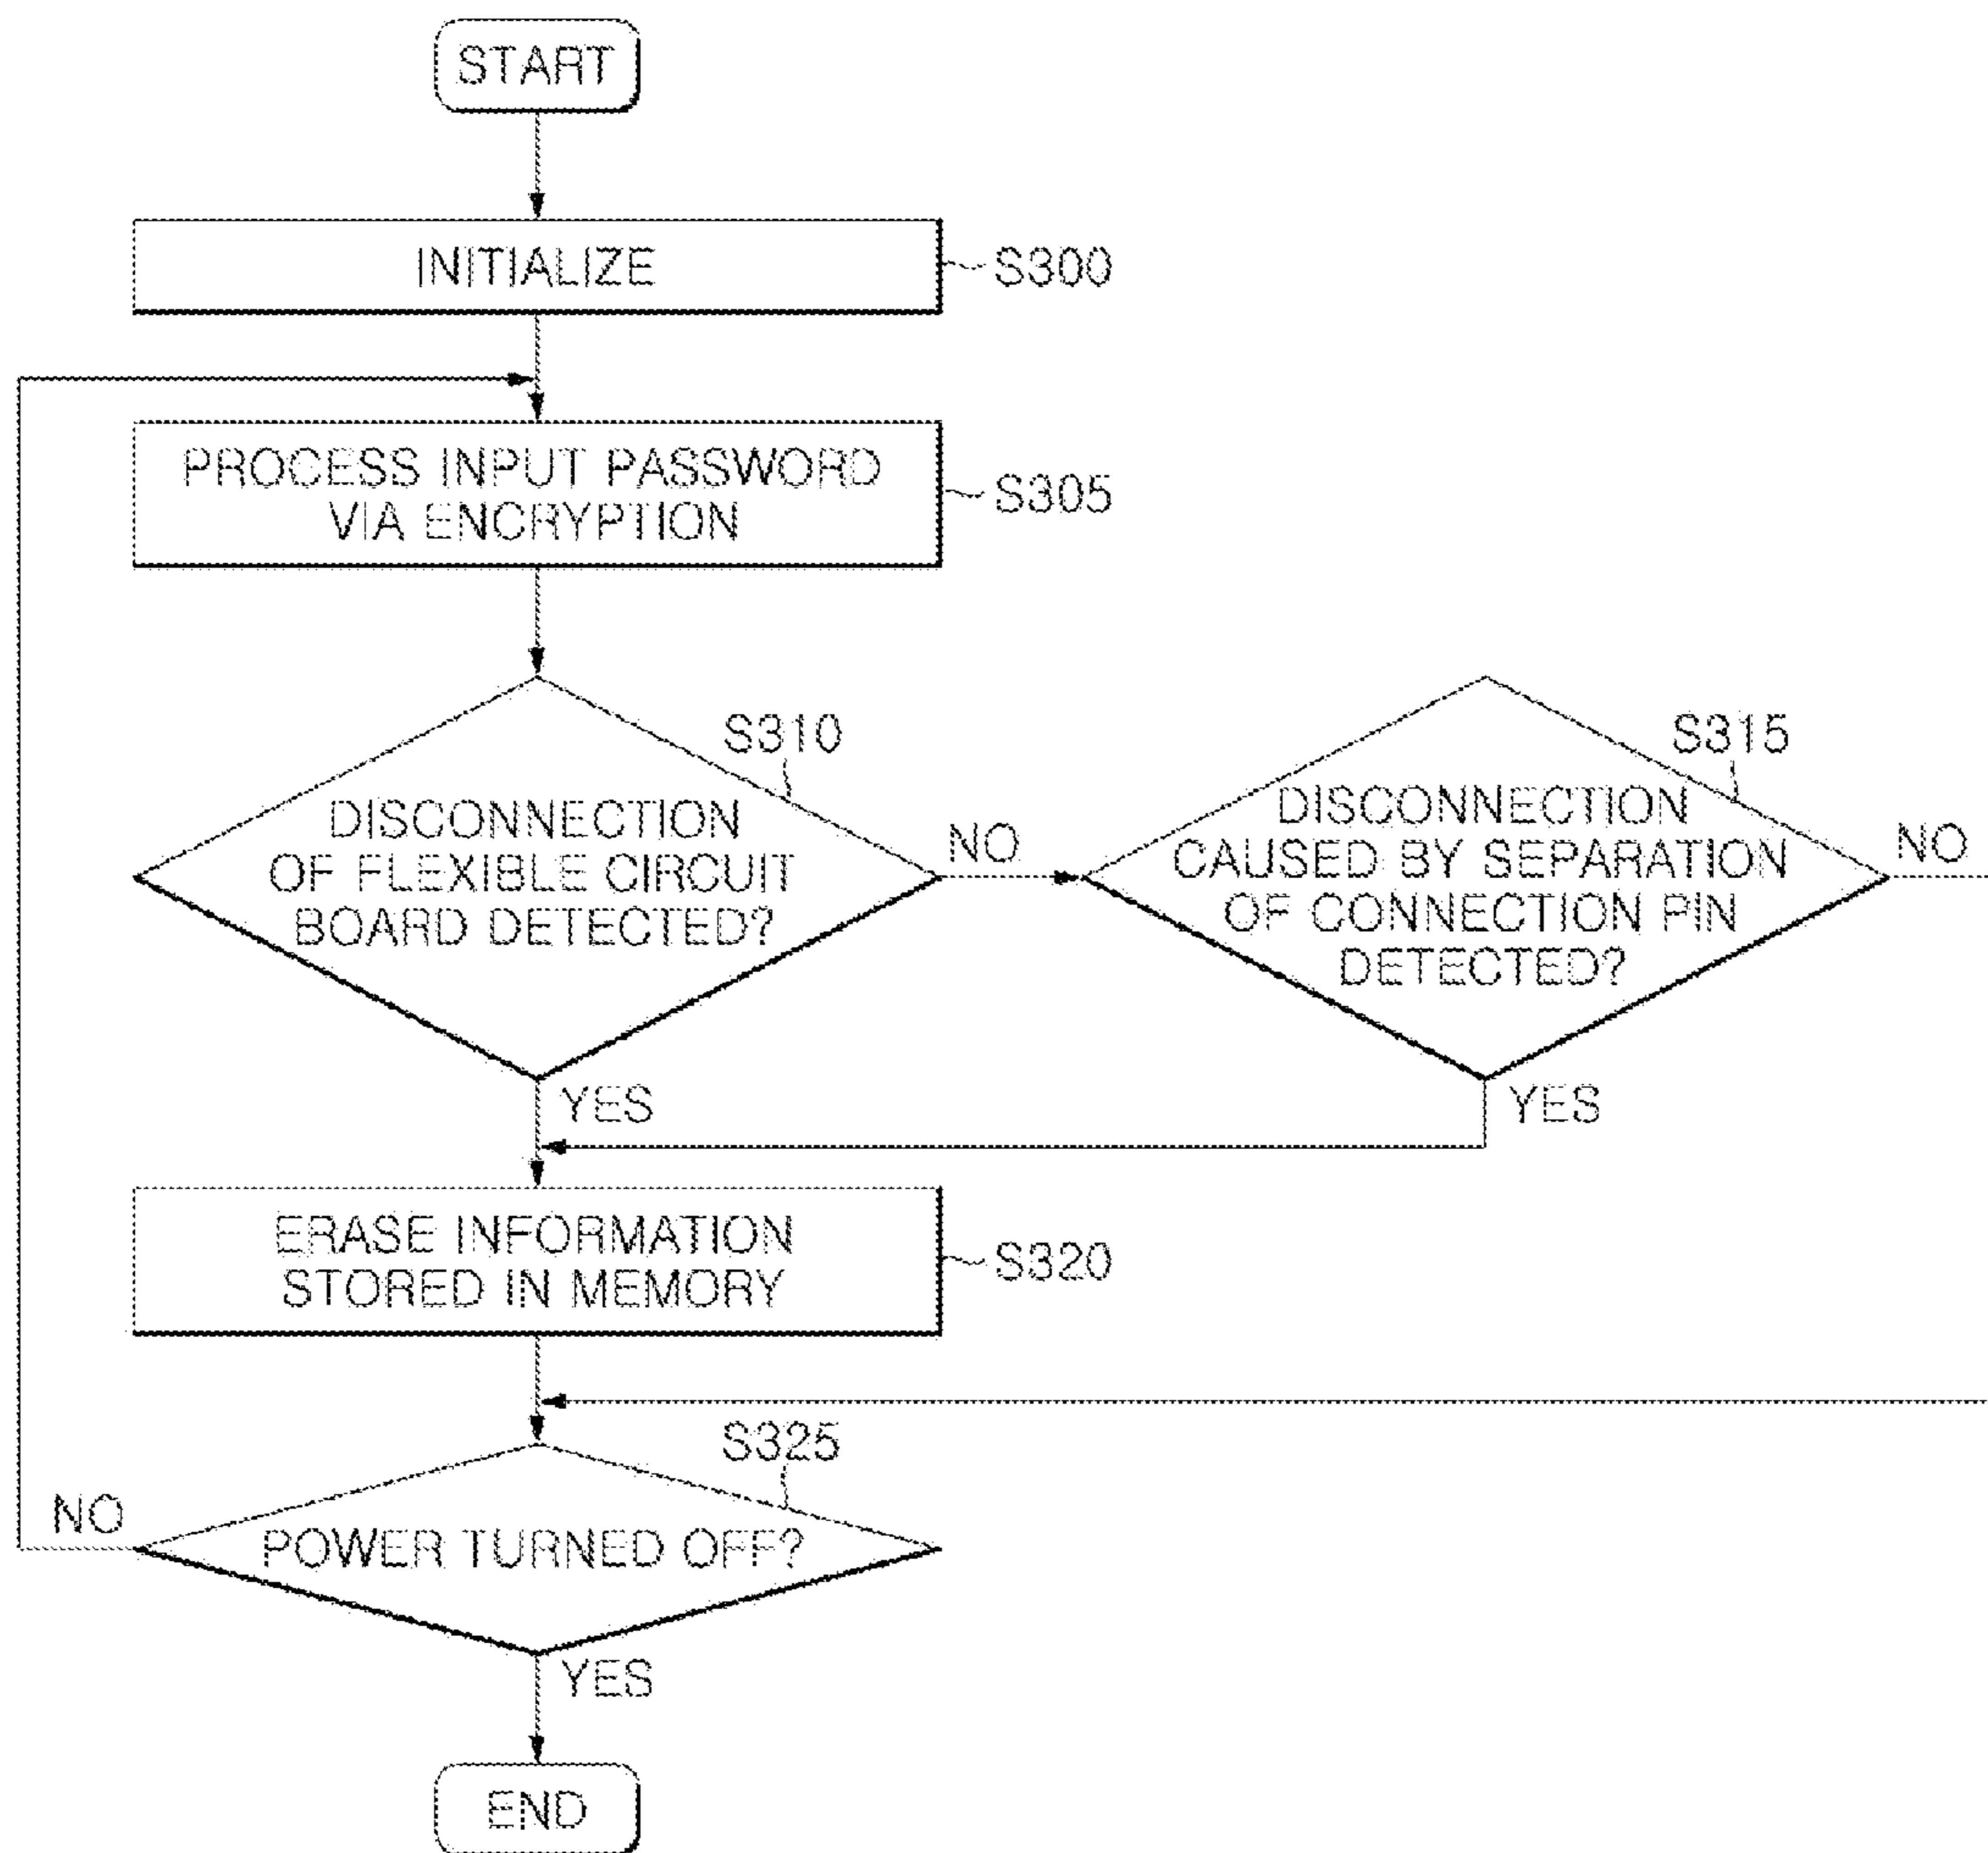 START
INITIALIZE
S300
PROCESS INPUT PASSWORD
VIA ENCRYPTION
S305
S310
DISCONNECTION
OF FLEXIBLE CIRCUIT
BOARD DETECTED?
NO
S315
DISCONNECTION
CAUSED BY SEPARATION
OF CONNECTION PIN
DETECTED?
NO
YES
YES
ERASE INFORMATION
STORED IN MEMORY
S320
S325
NO
POWER TURNED OFF?
YES
END